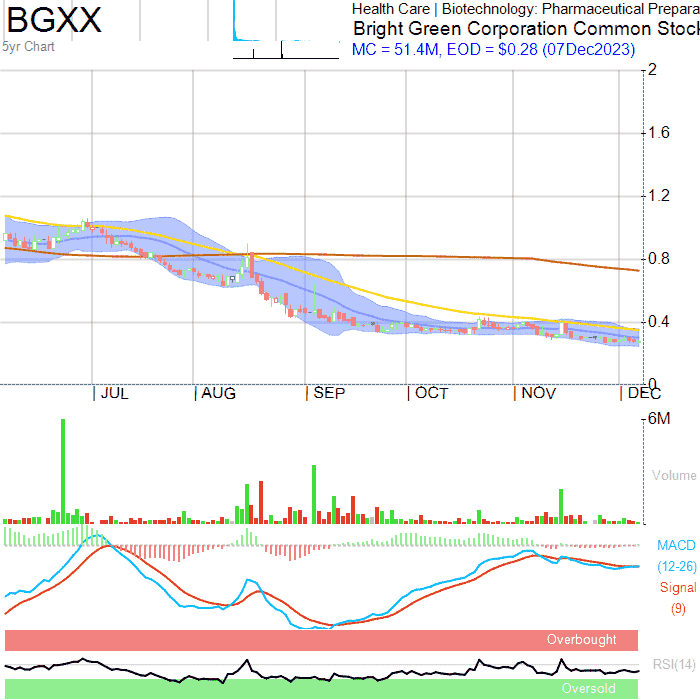 BGXX
5yr Chart
Health Care | Biotechnology: Pharmaceutical Prepara
Bright Green Corporation Common Stock
MC = 51.4M, EOD = $0.28 (07Dec2023)
2
1.6
1.2
0.8
0.4
0
JUL
AUG
SEP
OCT
NOV
DEC
6M
Volume
MACD
(12-26)
Signal
(9)
Overbought
RSI(14)
Oversold